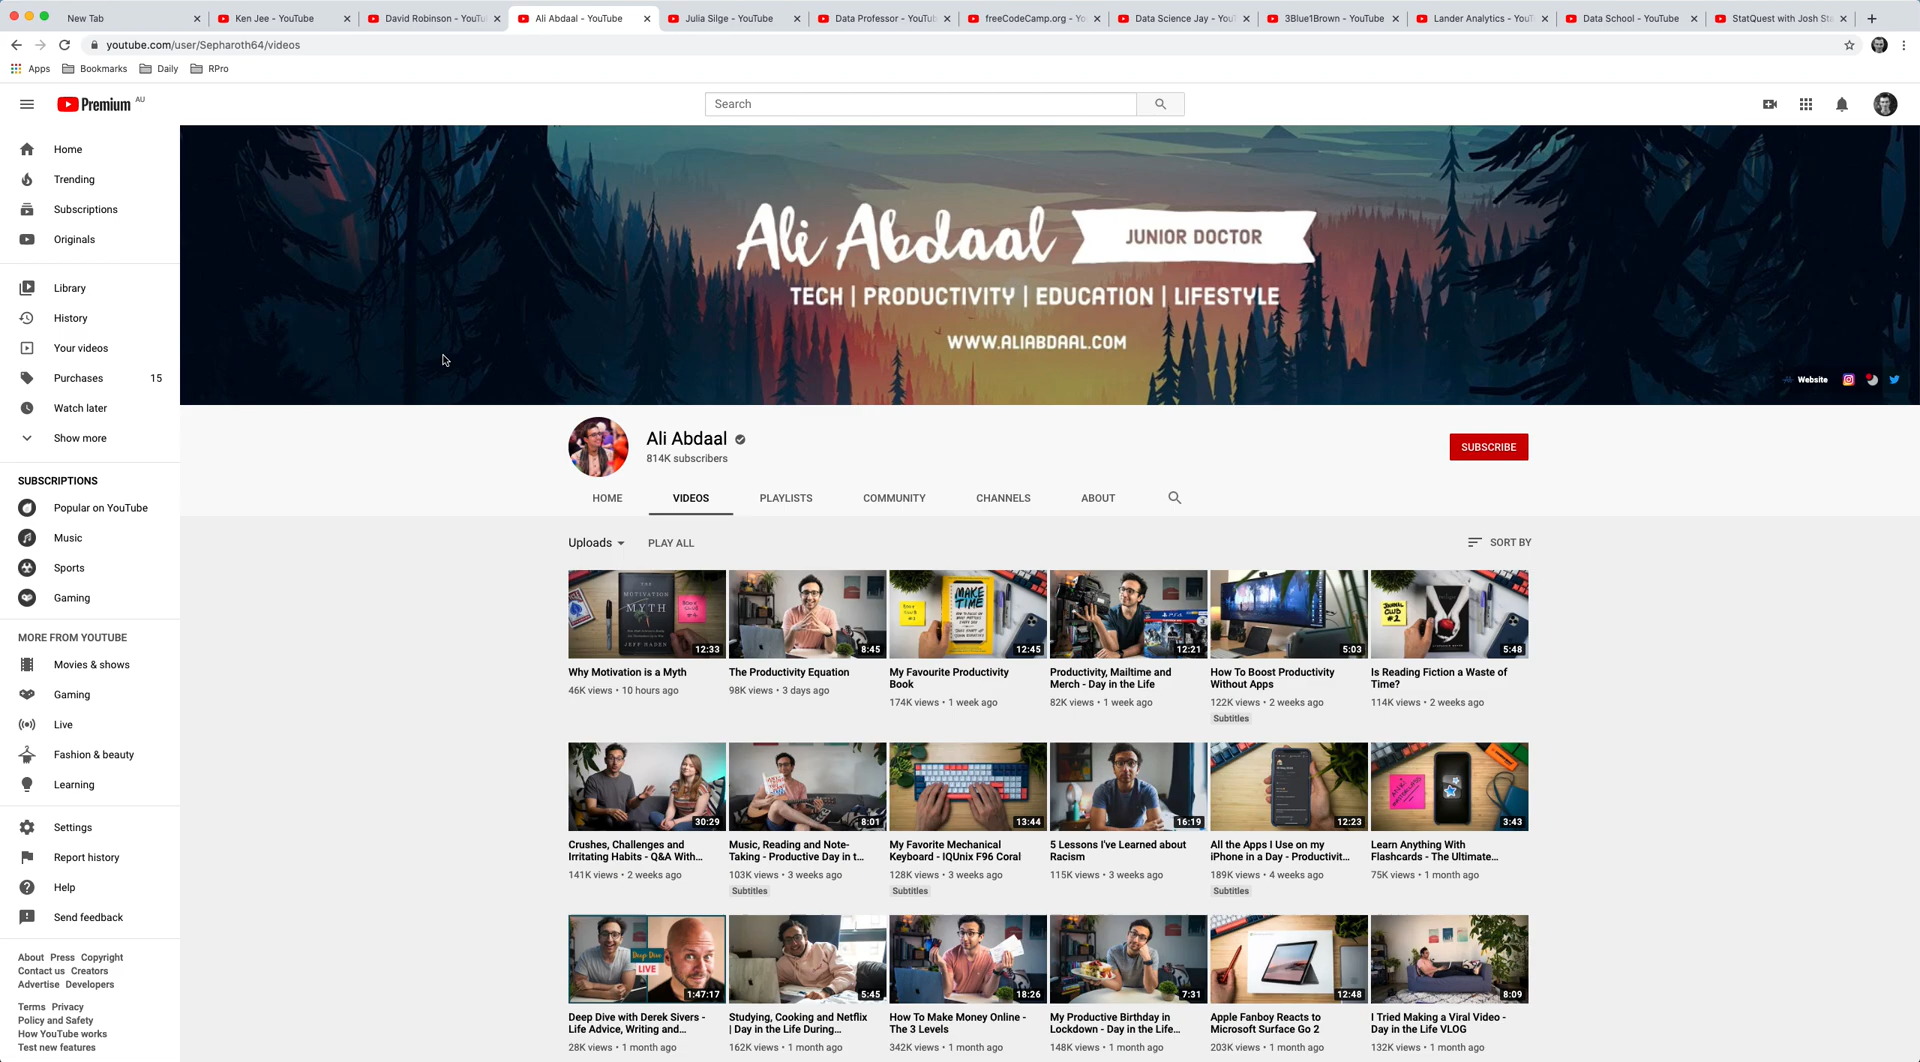 New Tab
Ken Jee - YouTube
David Robinson - YouTu
Ali Abdaal - YouTube
Julia Silge - YouTube
Data Professor - YouTub
freeCodeCamp.org - Yo
Data Science Jay - You
3Blue1Brown - YouTube
Lander Analytics - YouT
Data School - YouTube
StatQuest with Josh Sta
youtube.com/user/Sepharoth64/videos
Apps
Bookmarks
Daily
RPro
Premium AU
Search
Home
Trending
Subscriptions
Originals
Library
History
Your videos
Purchases 15
Watch later
Show more
SUBSCRIPTIONS
Popular on YouTube
Music
Sports
Gaming
MORE FROM YOUTUBE
Movies & shows
Gaming
Live
Fashion & beauty
Learning
Settings
Report history
Help
Send feedback
About Press Copyright
Contact us Creators
Advertise Developers
Terms Privacy
Policy and Safety
How YouTube works
Test new features
Ali Abdaal JUNIOR DOCTOR
TECH | PRODUCTIVITY | EDUCATION | LIFESTYLE
WWW.ALIABDAAL.COM
Website
Ali Abdaal
814K subscribers
SUBSCRIBE
HOME
VIDEOS
PLAYLISTS
COMMUNITY
CHANNELS
ABOUT
Uploads
PLAY ALL
SORT BY
THE
MOTIVATION
MYTH
JEFF HADEN
12:33
Why Motivation is a Myth
46K views • 10 hours ago
8:45
The Productivity Equation
98K views • 3 days ago
MAKE
TIME
12:45
My Favourite Productivity
Book
174K views • 1 week ago
12:21
Productivity, Mailtime and
Merch - Day in the Life
82K views • 1 week ago
5:03
How To Boost Productivity
Without Apps
122K views • 2 weeks ago
Subtitles
JOURNAL
CLUB
#1
5:48
Is Reading Fiction a Waste of
Time?
114K views • 2 weeks ago
30:29
Crushes, Challenges and
Irritating Habits - Q&A With...
141K views • 2 weeks ago
8:01
Music, Reading and Note-
Taking - Productive Day in t...
103K views • 3 weeks ago
Subtitles
13:44
My Favorite Mechanical
Keyboard - IQUnix F96 Coral
128K views • 3 weeks ago
Subtitles
16:19
5 Lessons I've Learned about
Racism
115K views • 3 weeks ago
12:23
All the Apps I Use on my
iPhone in a Day - Productivit...
189K views • 4 weeks ago
Subtitles
3:43
Learn Anything With
Flashcards - The Ultimate...
75K views • 1 month ago
Deep Dive
LIVE
1:47:17
Deep Dive with Derek Sivers -
Life Advice, Writing and...
28K views • 1 month ago
5:45
Studying, Cooking and Netflix
| Day in the Life During...
162K views • 1 month ago
18:26
How To Make Money Online -
The 3 Levels
342K views • 1 month ago
7:31
My Productive Birthday in
Lockdown - Day in the Life...
148K views • 1 month ago
12:48
Apple Fanboy Reacts to
Microsoft Surface Go 2
203K views • 1 month ago
8:09
I Tried Making a Viral Video -
Day in the Life VLOG
132K views • 1 month ago